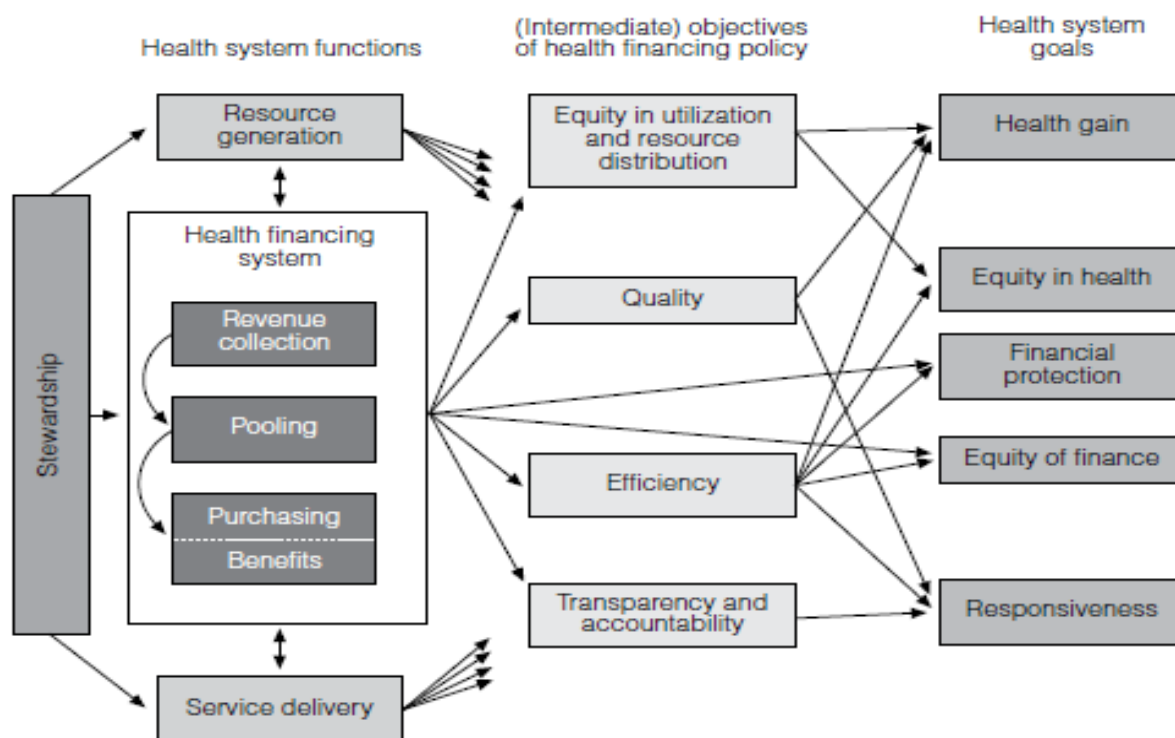 Health system functions
(Intermediate) objectives
of health financing policy
Health system
goals
Stewardship
Resource
generation
Health financing
system
Revenue
collection
Pooling
Purchasing
Benefits
Service delivery
Equity in utilization
and resource
distribution
Quality
Efficiency
Transparency and
accountability
Health gain
Equity in health
Financial
protection
Equity of finance
Responsiveness